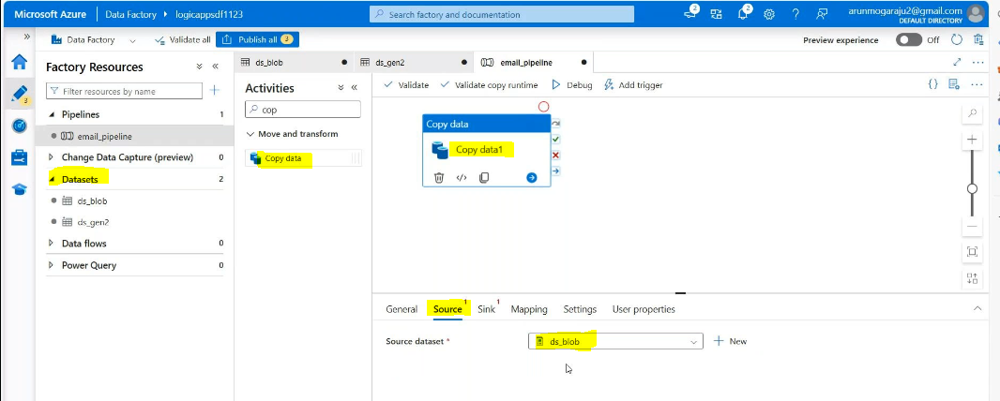 Microsoft Azure
Data Factory
logicappsdf1123
Search factory and documentation
2
2
arunmogaraju2@gmail.com
DEFAULT DIRECTORY
Data Factory
Validate all
Publish all 3
Preview experience
Off
3
Factory Resources
Filter resources by name
Pipelines 1
email_pipeline
Change Data Capture (preview) 0
Datasets 2
ds_blob
ds_gen2
Data flows 0
Power Query 0
ds_blob
ds_gen2
email_pipeline
Activities
cop
Move and transform
Copy data
Validate
Validate copy runtime
Debug
Add trigger
Copy data
Copy data1
General
Source 1
Sink 1
Mapping
Settings
User properties
Source dataset *
ds_blob
New